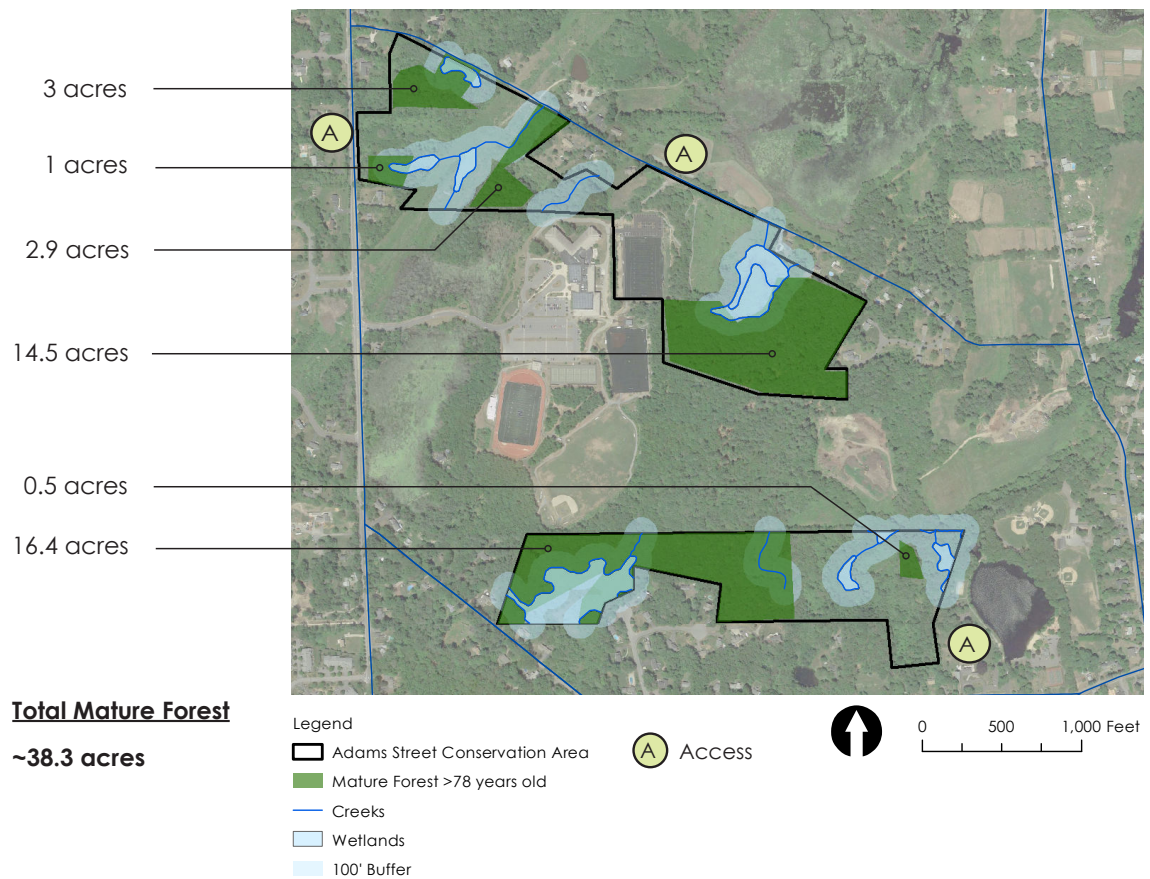 3 acres
A
A
1 acres
2.9 acres
14.5 acres
0.5 acres
16.4 acres
A
Total Mature Forest
~38.3 acres
Legend
Adams Street Conservation Area
Mature Forest >78 years old
Creeks
Wetlands
100' Buffer
A Access
0 500 1,000 Feet